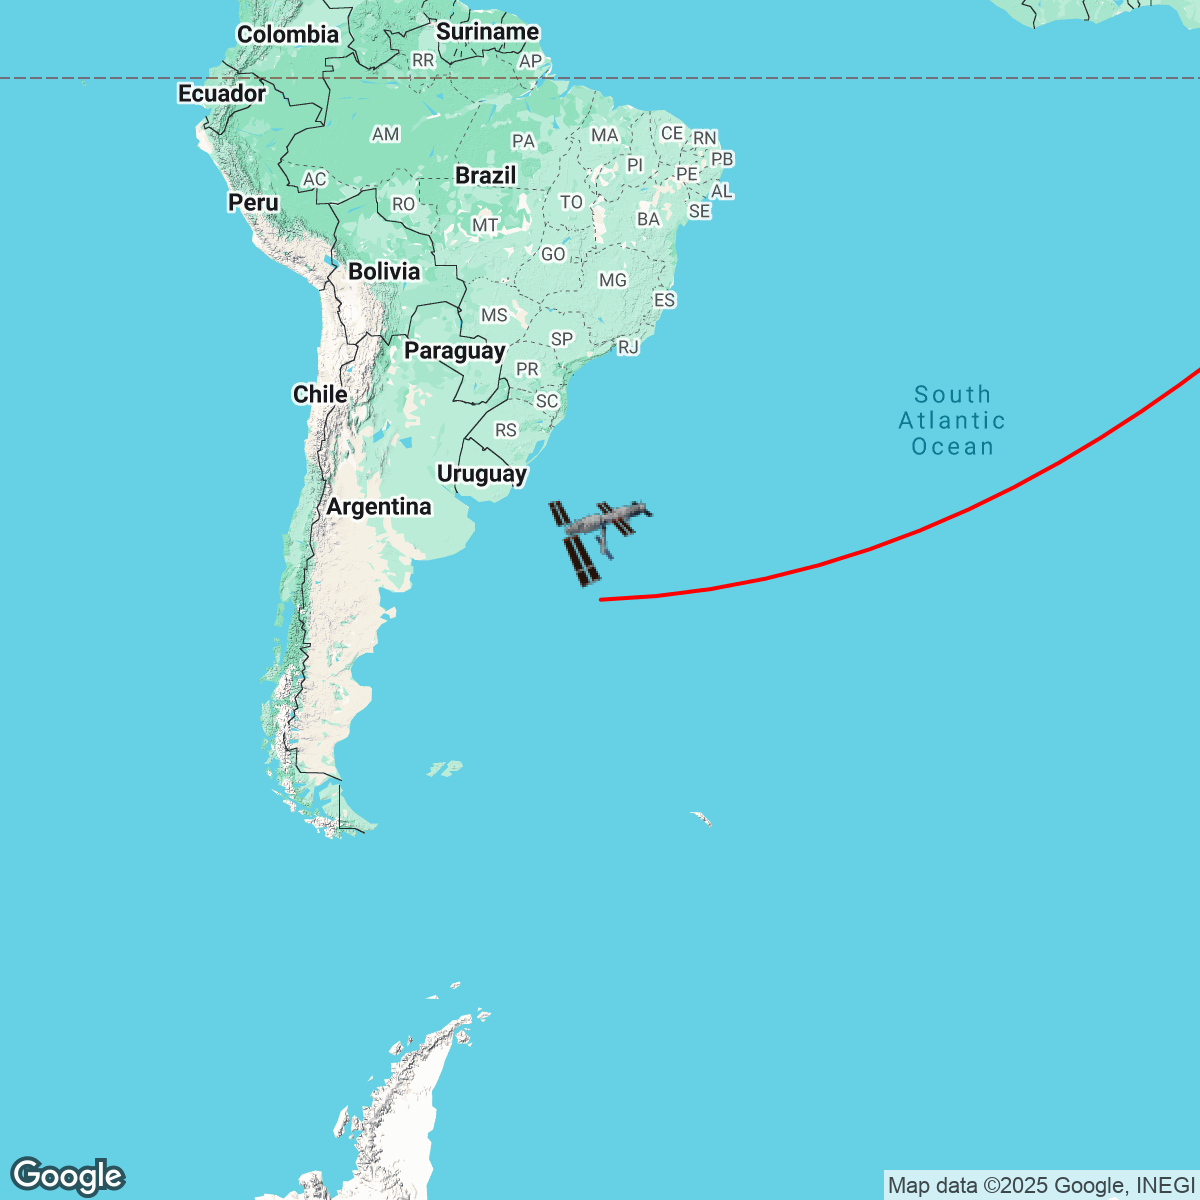 Colombia
Suriname
RR
AP
Ecuador
AM
PA
MA
CE
RN
PI
PB
PE
Brazil
AC
AL
Peru
RO
TO
SE
MT
BA
GO
Bolivia
MG
ES
MS
SP
RJ
Paraguay
PR
Chile
SC
South
Atlantic
Ocean
RS
Uruguay
Argentina
Google
Map data ©2025 Google, INEGI